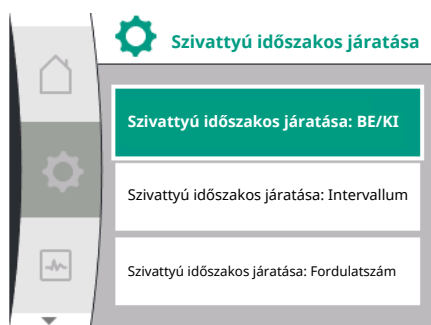 Szivattyú időszakos járatása
Szivattyú időszakos járatása: BE/KI
Szivattyú időszakos járatása: Intervallum
Szivattyú időszakos járatása: Fordulatszám